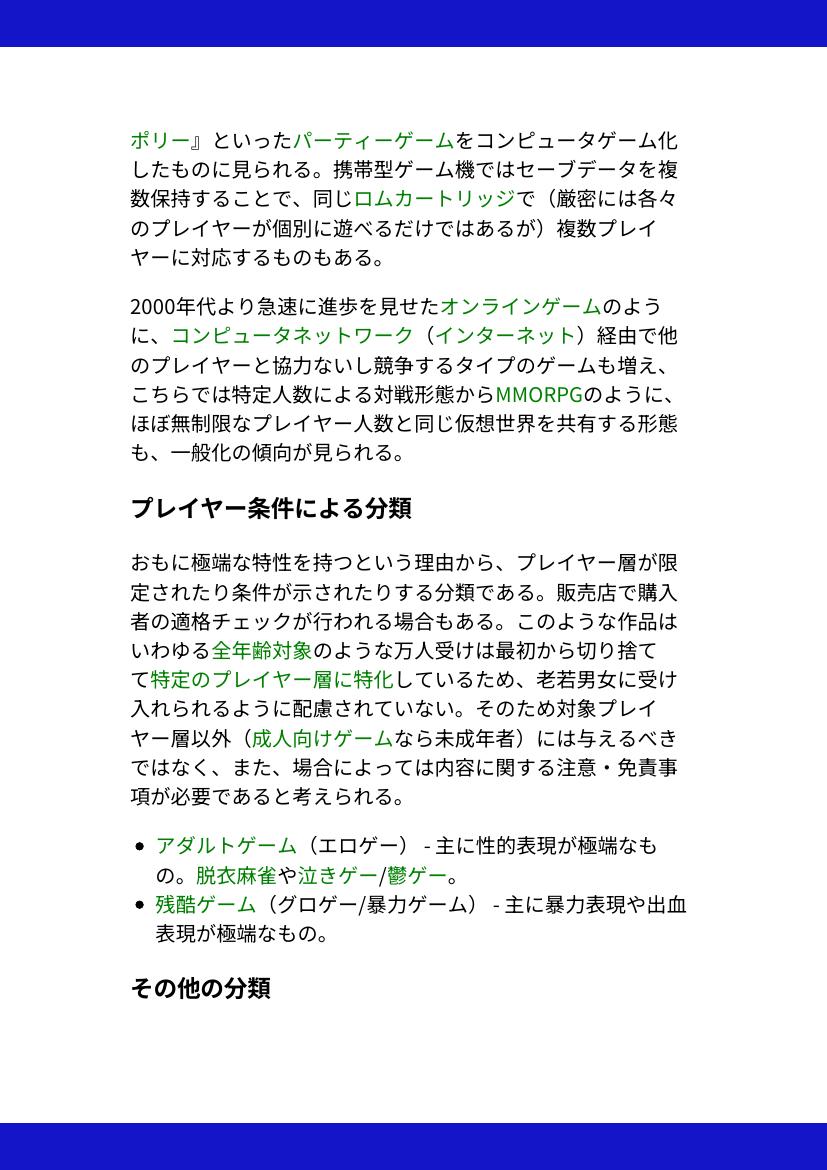 ポリー』といったパーティーゲームをコンピュータゲーム化
したものに見られる。携帯型ゲーム機ではセーブデータを複
数保持することで、同じロムカートリッジで（厳密には各々
のプレイヤーが個別に遊べるだけではあるが）複数プレイ
ヤーに対応するものもある。
2000年代より急速に進歩を見せたオンラインゲームのよう
に、コンピュータネットワーク（インターネット）経由で他
のプレイヤーと協力ないし競争するタイプのゲームも増え、
こちらでは特定人数による対戦形態からMMORPGのように、
ほぼ無制限なプレイヤー人数と同じ仮想世界を共有する形態
も、一般化の傾向が見られる。
プレイヤー条件による分類
おもに極端な特性を持つという理由から、プレイヤー層が限
定されたり条件が示されたりする分類である。販売店で購入
者の適格チェックが行われる場合もある。このような作品は
いわゆる全年齢対象のような万人受けは最初から切り捨て
て特定のプレイヤー層に特化しているため、老若男女に受け
入れられるように配慮されていない。そのため対象プレイ
ヤー層以外（成人向けゲームなら未成年者）には与えるべき
ではなく、また、場合によっては内容に関する注意・免責事
項が必要であると考えられる。
• アダルトゲーム（エロゲー） - 主に性的表現が極端なも
の。脱衣麻雀や泣きゲー/鬱ゲー。
• 残酷ゲーム（グロゲー/暴力ゲーム） - 主に暴力表現や出血
表現が極端なもの。
その他の分類